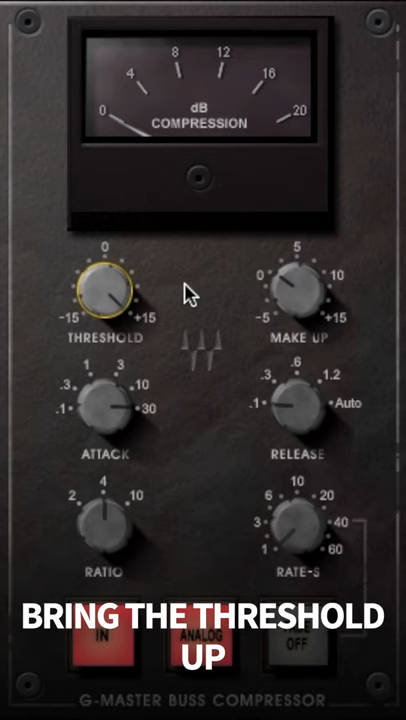 8 12
4 16
0 20
dB
COMPRESSION
0 5
0 10
-15 +15 -5 +15
THRESHOLD MAKE UP
1 3 .3 .6 1.2
.3 10
.1 30 .1 Auto
ATTACK RELEASE
4 10
2 10 6 20
3 40
1 60
RATIO RATE-S
BRING THE THRESHOLD
UP
IN ANALOG OFF
G-MASTER BUSS COMPRESSOR